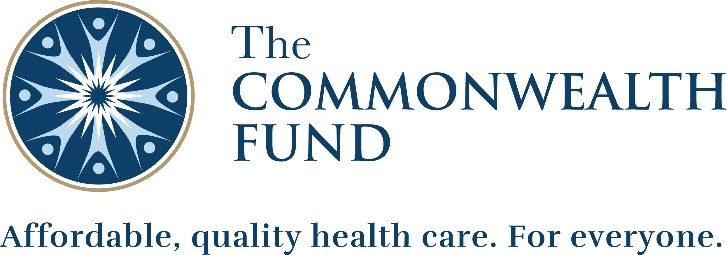 The
COMMONWEALTH
FUND
Affordable, quality health care. For everyone.